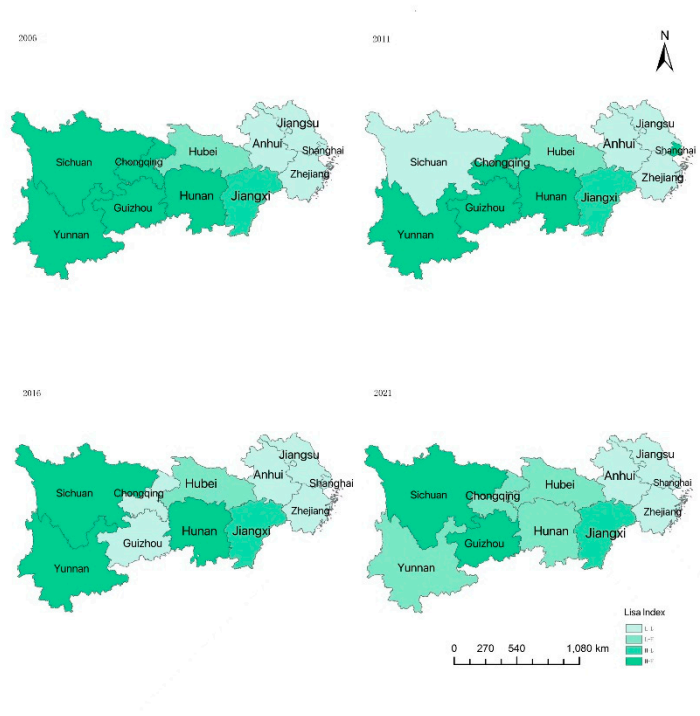 2006
Jiangsu
Anhui
Shanghai
Hubei
Sichuan
Chongqing
Zhejiang
Guizhou
Hunan
Jiangxi
Yunnan
2011
N
Jiangsu
Anhui
Shanghai
Hubei
Sichuan
Chongqing
Zhejiang
Guizhou
Hunan
Jiangxi
Yunnan
2016
Jiangsu
Anhui
Shanghai
Hubei
Sichuan
Chongqing
Zhejiang
Guizhou
Hunan
Jiangxi
Yunnan
2021
Jiangsu
Anhui
Shanghai
Hubei
Sichuan
Chongqing
Zhejiang
Guizhou
Hunan
Jiangxi
Yunnan
Lisa Index
L-L
0 270 540 1,080 km